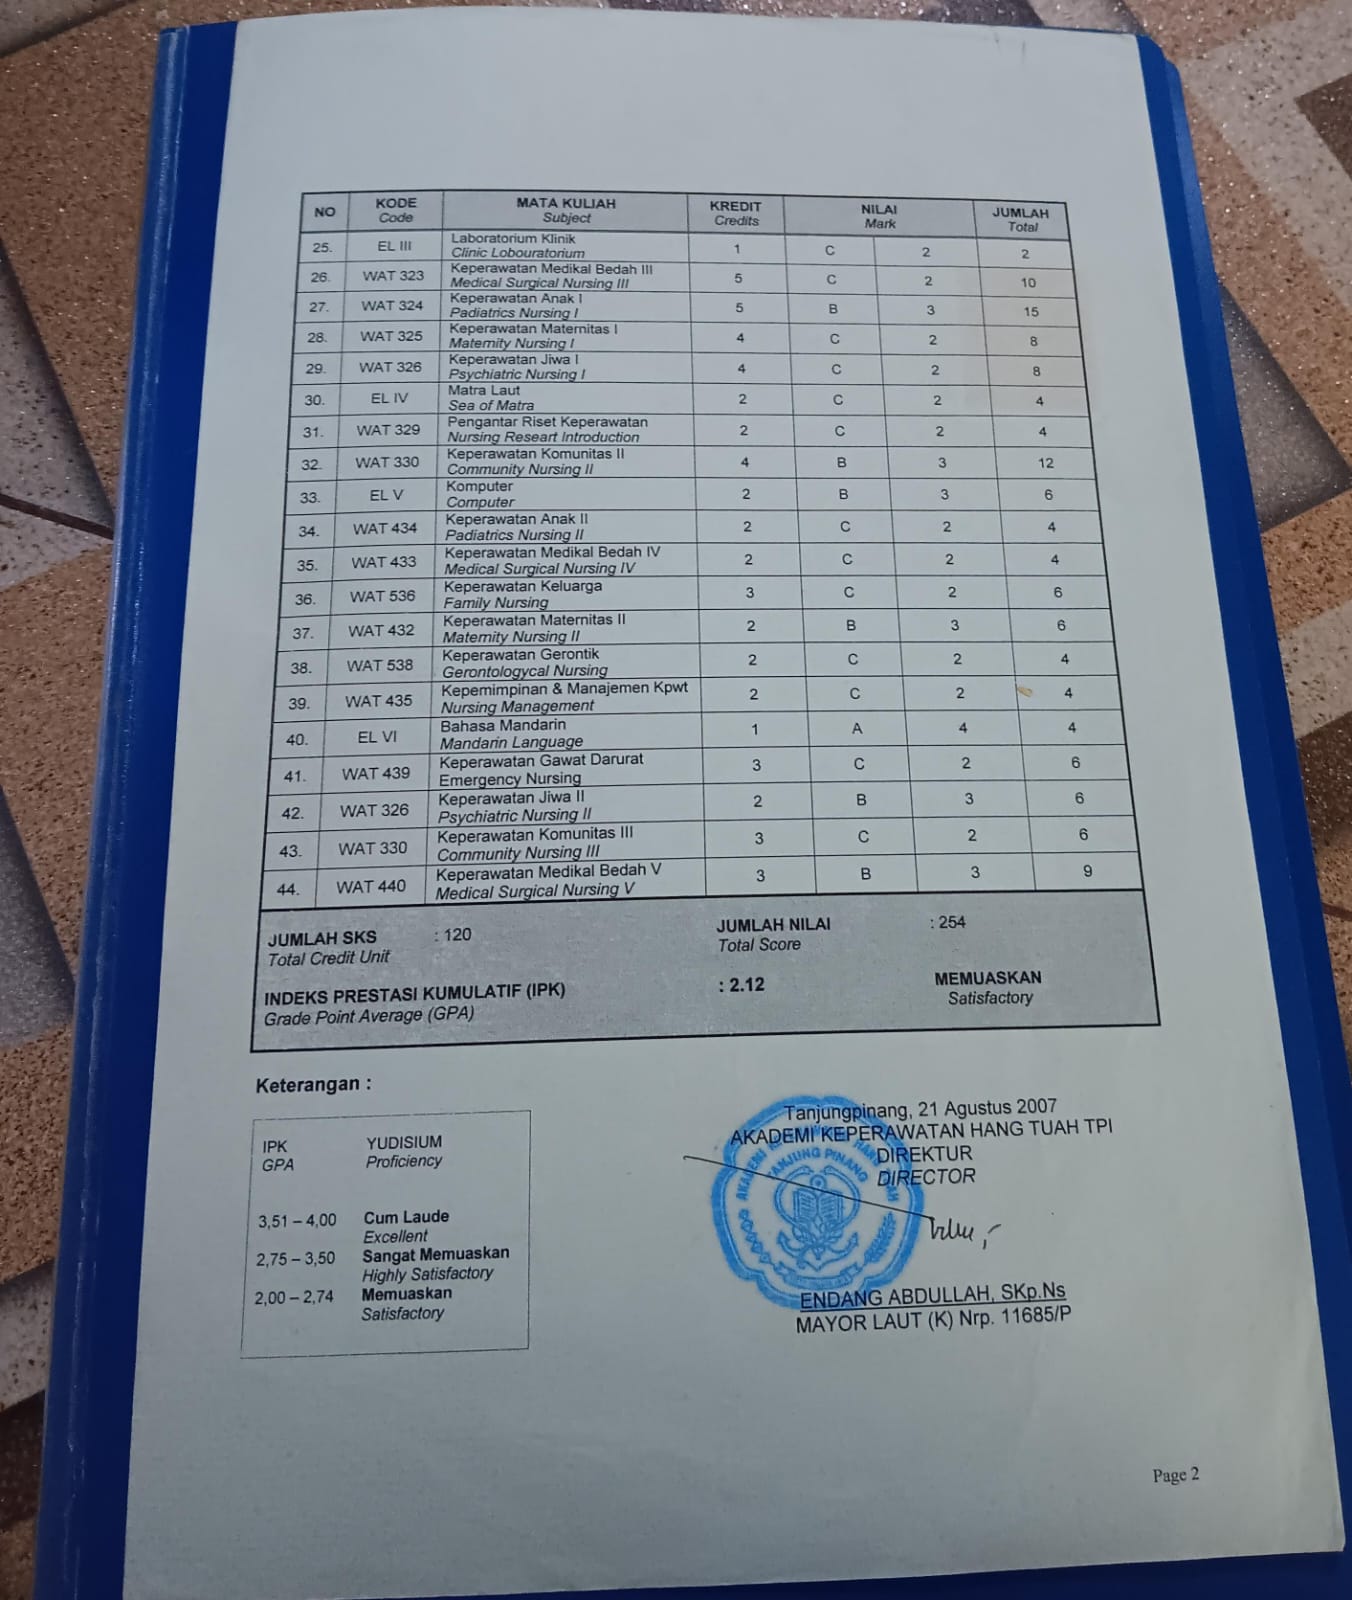 NO KODE MATA KULIAH KREDIT NILAI JUMLAH
Code Subject Credits Mark Total
25. EL III Laboratorium Klinik 1 C 2 2
Clinic Lobouratorium
26. WAT 323 Keperawatan Medikal Bedah III 5 C 2 10
Medical Surgical Nursing III
27. WAT 324 Keperawatan Anak I 5 B 3 15
Padiatrics Nursing I
28. WAT 325 Keperawatan Maternitas I 4 C 2 8
Maternity Nursing I
29. WAT 326 Keperawatan Jiwa I 4 C 2 8
Psychiatric Nursing I
30. EL IV Matra Laut 2 C 2 4
Sea of Matra
31. WAT 329 Pengantar Riset Keperawatan 2 C 2 4
Nursing Researt Introduction
32. WAT 330 Keperawatan Komunitas II 4 B 3 12
Community Nursing II
33. EL V Komputer 2 B 3 6
Computer
34. WAT 434 Keperawatan Anak II 2 C 2 4
Padiatrics Nursing II
35. WAT 433 Keperawatan Medikal Bedah IV 2 C 2 4
Medical Surgical Nursing IV
36. WAT 536 Keperawatan Keluarga 3 C 2 6
Family Nursing
37. WAT 432 Keperawatan Maternitas II 2 B 3 6
Maternity Nursing II
38. WAT 538 Keperawatan Gerontik 2 C 2 4
Gerontologycal Nursing
39. WAT 435 Kepemimpinan & Manajemen Kpwt 2 C 2 4
Nursing Management
40. EL VI Bahasa Mandarin 1 A 4 4
Mandarin Language
41. WAT 439 Keperawatan Gawat Darurat 3 C 2 6
Emergency Nursing
42. WAT 326 Keperawatan Jiwa II 2 B 3 6
Psychiatric Nursing II
43. WAT 330 Keperawatan Komunitas III 3 C 2 6
Community Nursing III
44. WAT 440 Keperawatan Medikal Bedah V 3 B 3 9
Medical Surgical Nursing V
JUMLAH SKS : 120 JUMLAH NILAI : 254
Total Credit Unit Total Score
INDEKS PRESTASI KUMULATIF (IPK) : 2.12 MEMUASKAN
Grade Point Average (GPA) Satisfactory
Keterangan :
IPK YUDISIUM
GPA Proficiency
3,51 – 4,00 Cum Laude
Excellent
2,75 – 3,50 Sangat Memuaskan
Highly Satisfactory
2,00 – 2,74 Memuaskan
Satisfactory
Tanjungpinang, 21 Agustus 2007
AKADEMI KEPERAWATAN HANG TUAH TPI
DIREKTUR
DIRECTOR
TANJUNG PINANG
ENDANG ABDULLAH, SKp.Ns
MAYOR LAUT (K) Nrp. 11685/P
Page 2